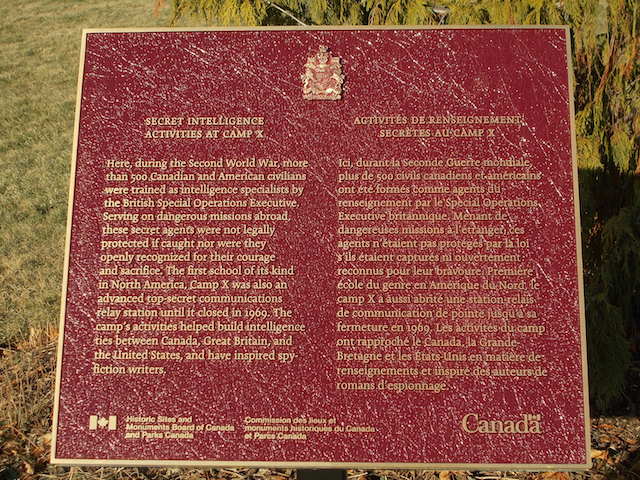 SECRET INTELLIGENCE
ACTIVITIES AT CAMP X
Here, during the Second World War, more
than 500 Canadian and American civilians
were trained as intelligence specialists by
the British Special Operations Executive.
Serving on dangerous missions abroad,
these secret agents were not legally
protected if caught nor were they
openly recognized for their courage
and sacrifice. The first school of its kind
in North America, Camp X was also an
advanced top-secret communications
relay station until it closed in 1969. The
camp's activities helped build intelligence
ties between Canada, Great Britain, and
the United States, and have inspired spy-
fiction writers.
ACTIVITÉS DE RENSEIGNEMENT
SECRÈTES AU CAMP X
Ici, durant la Seconde Guerre mondiale,
plus de 500 civils canadiens et américains
ont été formés comme agents du
renseignement par le Special Operations
Executive britannique. Menant de
dangereuses missions à l'étranger, ces
agents n'étaient pas protégés par la loi
s'ils étaient capturés ni ouvertement
reconnus pour leur bravoure. Première
école du genre en Amérique du Nord, le
camp X a aussi abrité une station relais
de communication de pointe jusqu'à sa
fermeture en 1969. Les activités du camp
ont rapproché le Canada, la Grande-
Bretagne et les États-Unis en matière de
renseignements et inspiré des auteurs de
romans d'espionnage.
Historic Sites and
Monuments Board of Canada
and Parks Canada
Commission des lieux et
monuments historiques du Canada
et Parcs Canada
Canada